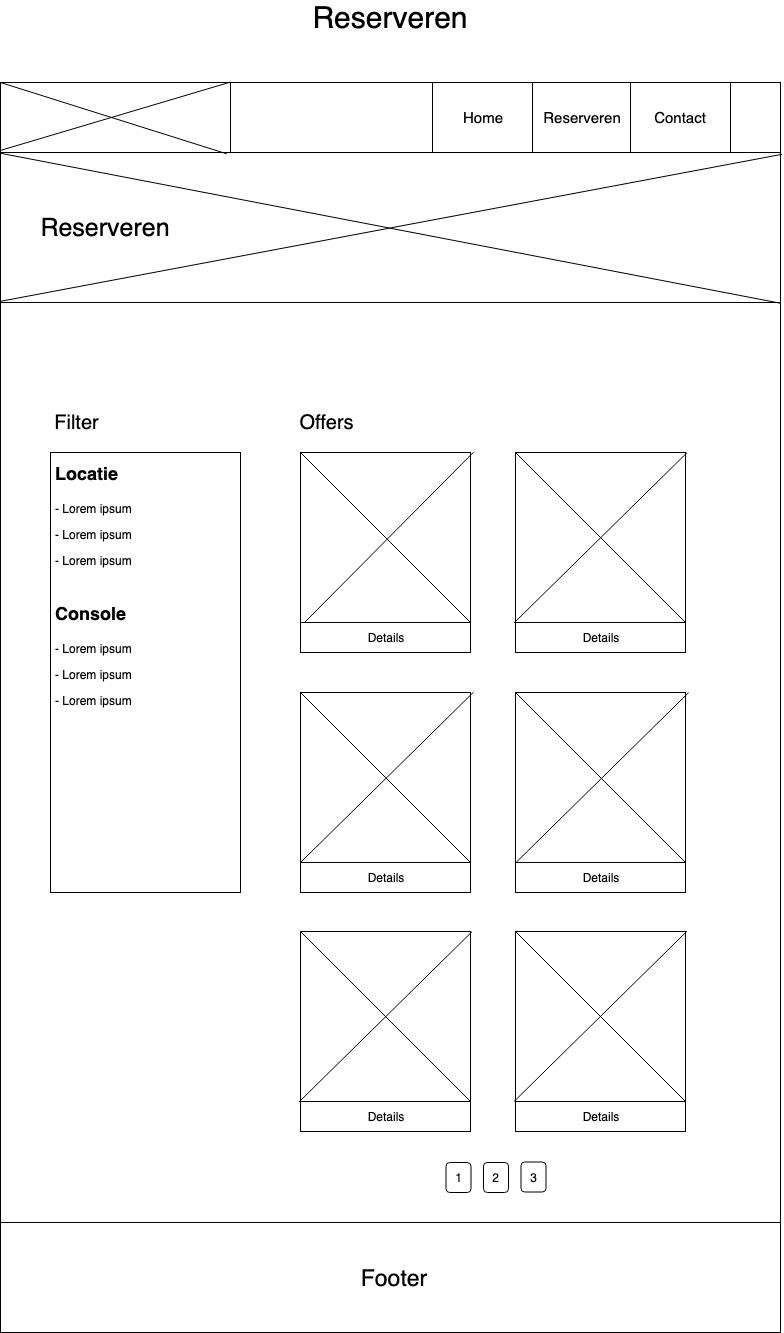 Reserveren
Home Reserveren Contact
Reserveren
Filter
Locatie
- Lorem ipsum
- Lorem ipsum
- Lorem ipsum
Console
- Lorem ipsum
- Lorem ipsum
- Lorem ipsum
Offers
Details Details
Details Details
Details Details
1 2 3
Footer